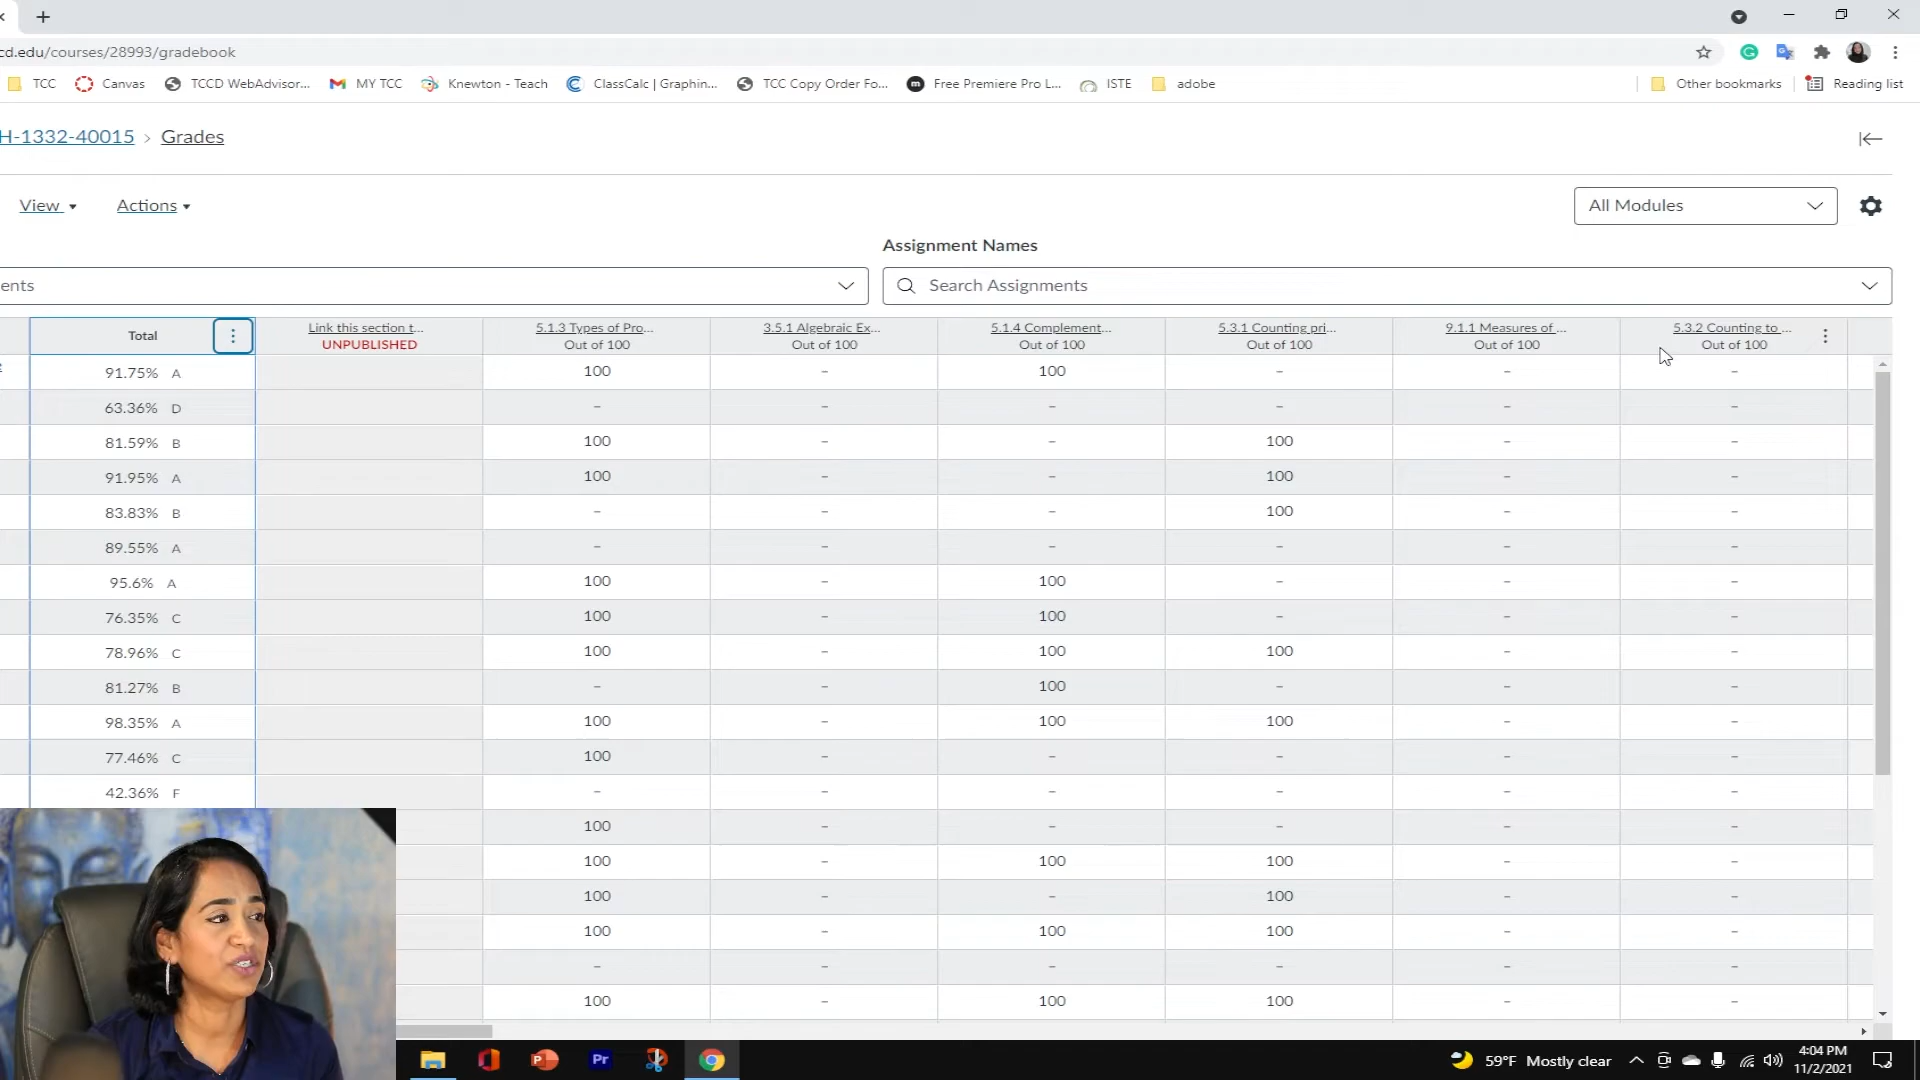 cd.edu/courses/28993/gradebook
TCC Canvas TCCD WebAdvisor... MY TCC Knewton - Teach ClassCalc | Graphin... TCC Copy Order Fo... m Free Premiere Pro L... ISTE adobe Other bookmarks Reading list
H-1332-40015 › Grades
View Actions All Modules
Assignment Names
ents Search Assignments
Total Link this section t... 5.1.3 Types of Pro... 3.5.1 Algebraic Ex... 5.1.4 Complement... 5.3.1 Counting pri... 9.1.1 Measures of ... 5.3.2 Counting to ...
UNPUBLISHED Out of 100 Out of 100 Out of 100 Out of 100 Out of 100 Out of 100
91.75% A 100 – 100 – – –
63.36% D – – – – – –
81.59% B 100 – – 100 – –
91.95% A 100 – – 100 – –
83.83% B – – – 100 – –
89.55% A – – – – – –
95.6% A 100 – 100 – – –
76.35% C 100 – 100 – – –
78.96% C 100 – 100 100 – –
81.27% B – – 100 – – –
98.35% A 100 – 100 100 – –
77.46% C 100 – – – – –
42.36% F – – – – – –
100 – – – – –
100 – 100 100 – –
100 – – 100 – –
100 – 100 100 – –
– – – – – –
100 – 100 100 – –
Pr 59°F Mostly clear 4:04 PM
11/2/2021